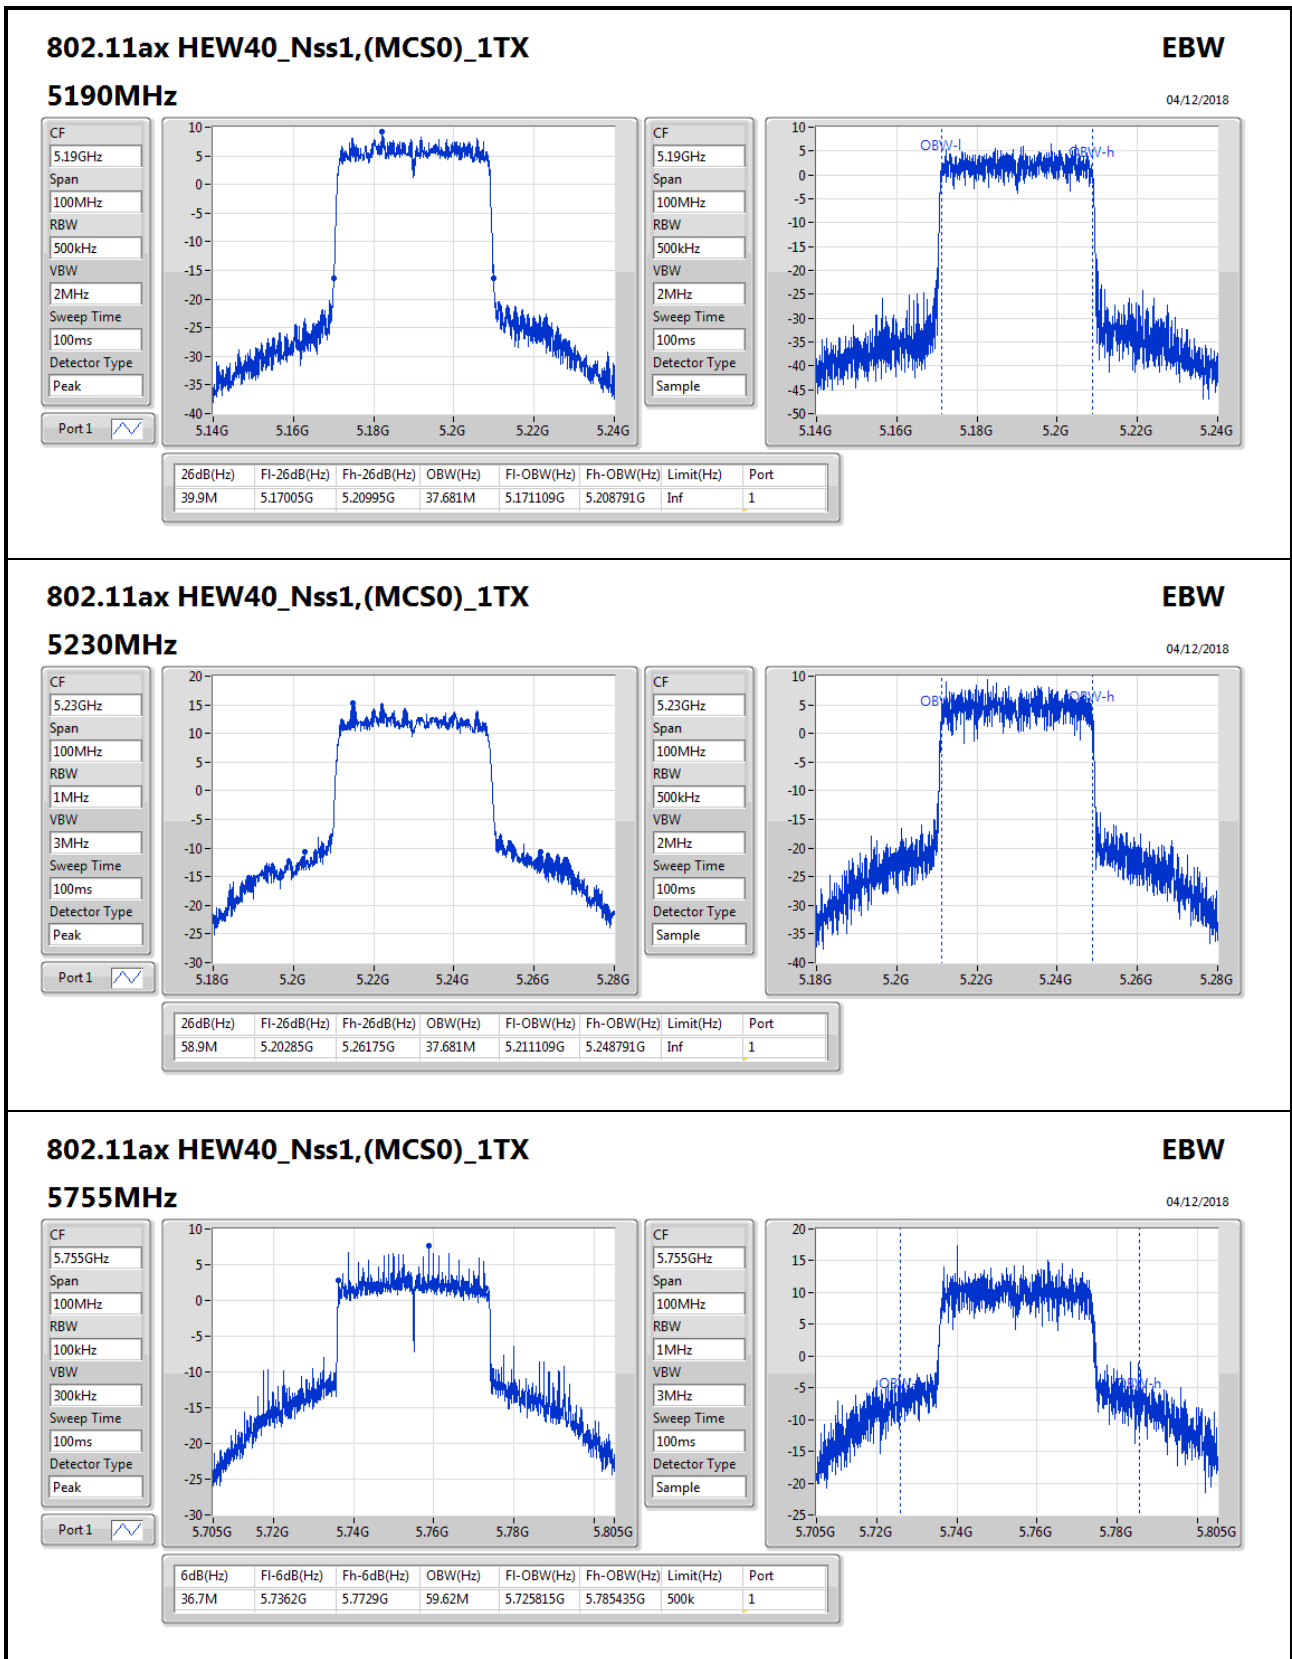 802.11ax HEW40_Nss1,(MCS0)_1TX EBW
5190MHz 04/12/2018
CF
5.19GHz
Span
100MHz
RBW
500kHz
VBW
2MHz
Sweep Time
100ms
Detector Type
Peak
Port 1
10
5
0
-5
-10
-15
-20
-25
-30
-35
-40
5.14G 5.16G 5.18G 5.2G 5.22G 5.24G
CF
5.19GHz
Span
100MHz
RBW
500kHz
VBW
2MHz
Sweep Time
100ms
Detector Type
Sample
10
5
0
-5
-10
-15
-20
-25
-30
-35
-40
-45
-50
OBW-l OBW-h
5.14G 5.16G 5.18G 5.2G 5.22G 5.24G
26dB(Hz) Fl-26dB(Hz) Fh-26dB(Hz) OBW(Hz) Fl-OBW(Hz) Fh-OBW(Hz) Limit(Hz) Port
39.9M 5.17005G 5.20995G 37.681M 5.171109G 5.208791G Inf 1
802.11ax HEW40_Nss1,(MCS0)_1TX EBW
5230MHz 04/12/2018
CF
5.23GHz
Span
100MHz
RBW
1MHz
VBW
3MHz
Sweep Time
100ms
Detector Type
Peak
Port 1
20
15
10
5
0
-5
-10
-15
-20
-25
-30
5.18G 5.2G 5.22G 5.24G 5.26G 5.28G
CF
5.23GHz
Span
100MHz
RBW
500kHz
VBW
2MHz
Sweep Time
100ms
Detector Type
Sample
10
5
0
-5
-10
-15
-20
-25
-30
-35
-40
OBW-h
5.18G 5.2G 5.22G 5.24G 5.26G 5.28G
26dB(Hz) Fl-26dB(Hz) Fh-26dB(Hz) OBW(Hz) Fl-OBW(Hz) Fh-OBW(Hz) Limit(Hz) Port
58.9M 5.20285G 5.26175G 37.681M 5.211109G 5.248791G Inf 1
802.11ax HEW40_Nss1,(MCS0)_1TX EBW
5755MHz 04/12/2018
CF
5.755GHz
Span
100MHz
RBW
100kHz
VBW
300kHz
Sweep Time
100ms
Detector Type
Peak
Port 1
10
5
0
-5
-10
-15
-20
-25
-30
5.705G 5.72G 5.74G 5.76G 5.78G 5.805G
CF
5.755GHz
Span
100MHz
RBW
1MHz
VBW
3MHz
Sweep Time
100ms
Detector Type
Sample
20
15
10
5
0
-5
-10
-15
-20
-25
OBW-h
5.705G 5.72G 5.74G 5.76G 5.78G 5.805G
6dB(Hz) Fl-6dB(Hz) Fh-6dB(Hz) OBW(Hz) Fl-OBW(Hz) Fh-OBW(Hz) Limit(Hz) Port
36.7M 5.7362G 5.7729G 59.62M 5.725815G 5.785435G 500k 1